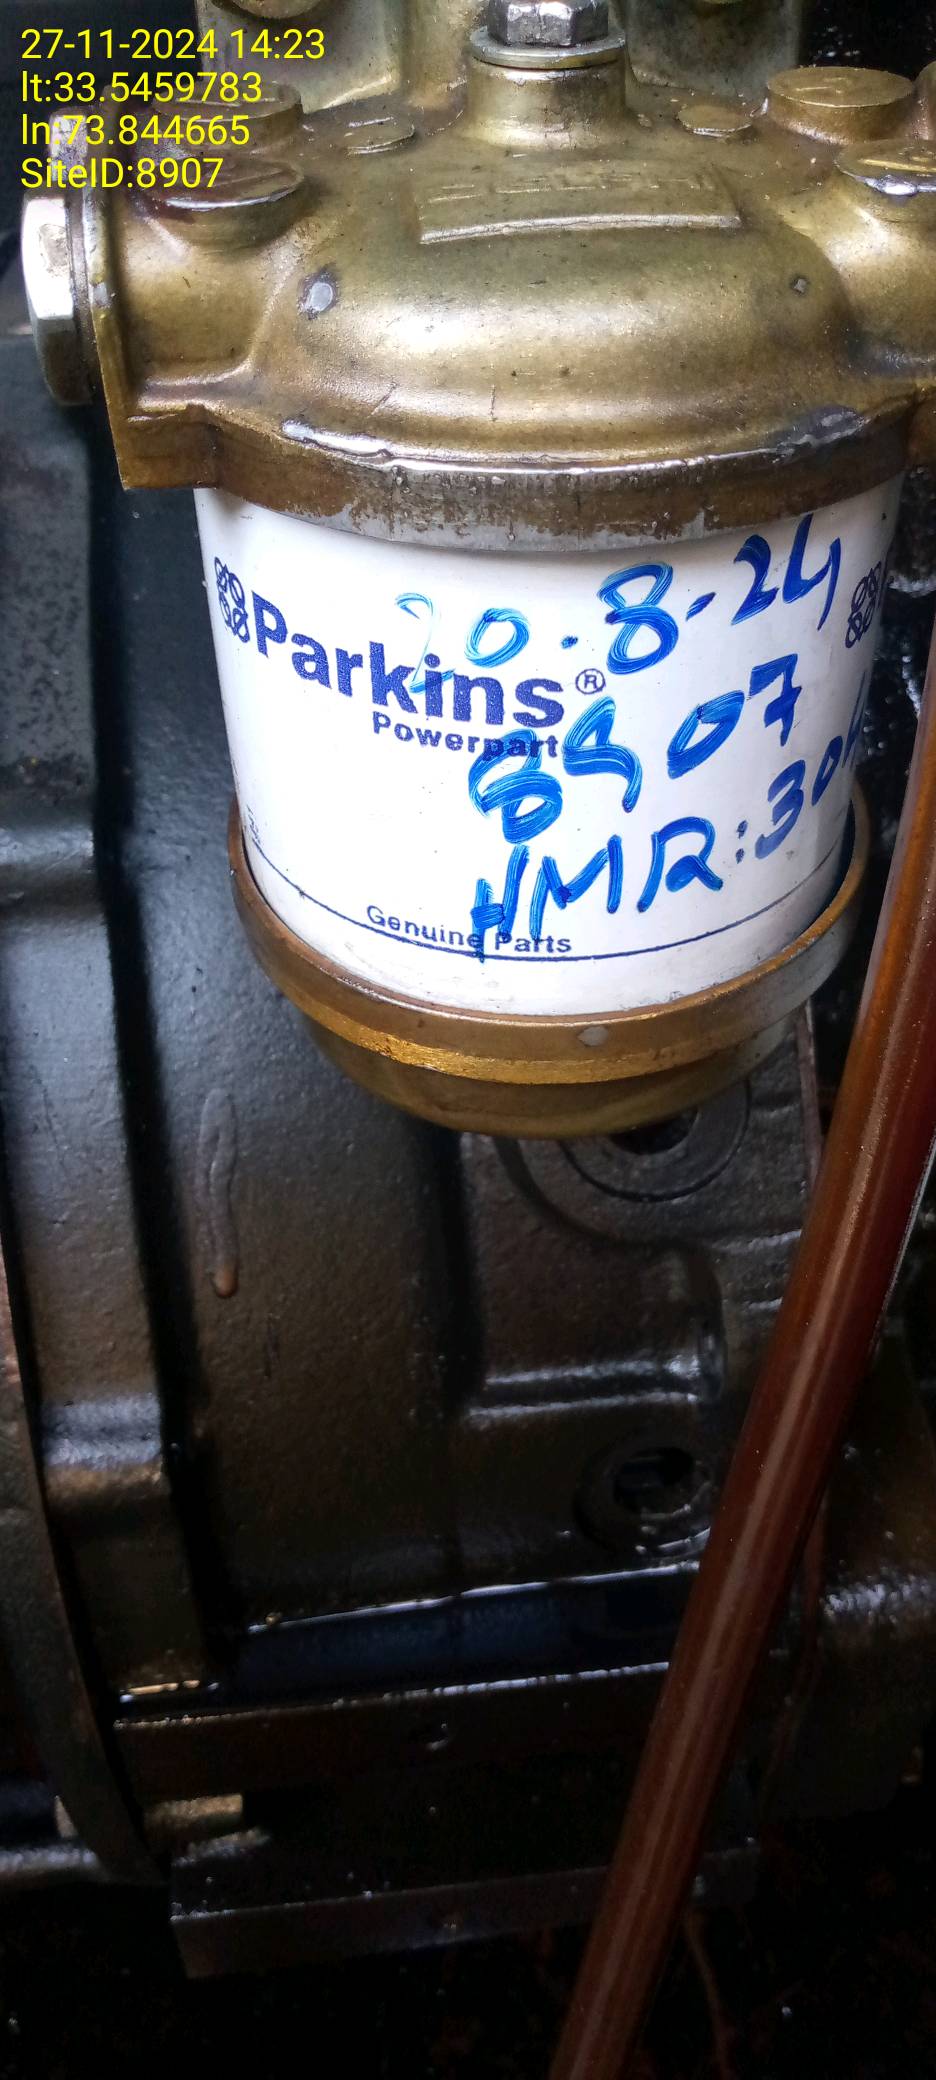 27-11-2024 14:23
lt:33.5459783
ln:73.844665
SiteID:8907
20.8.24
Parkins®
Powerpart
8907
HMR:30
Genuine Parts